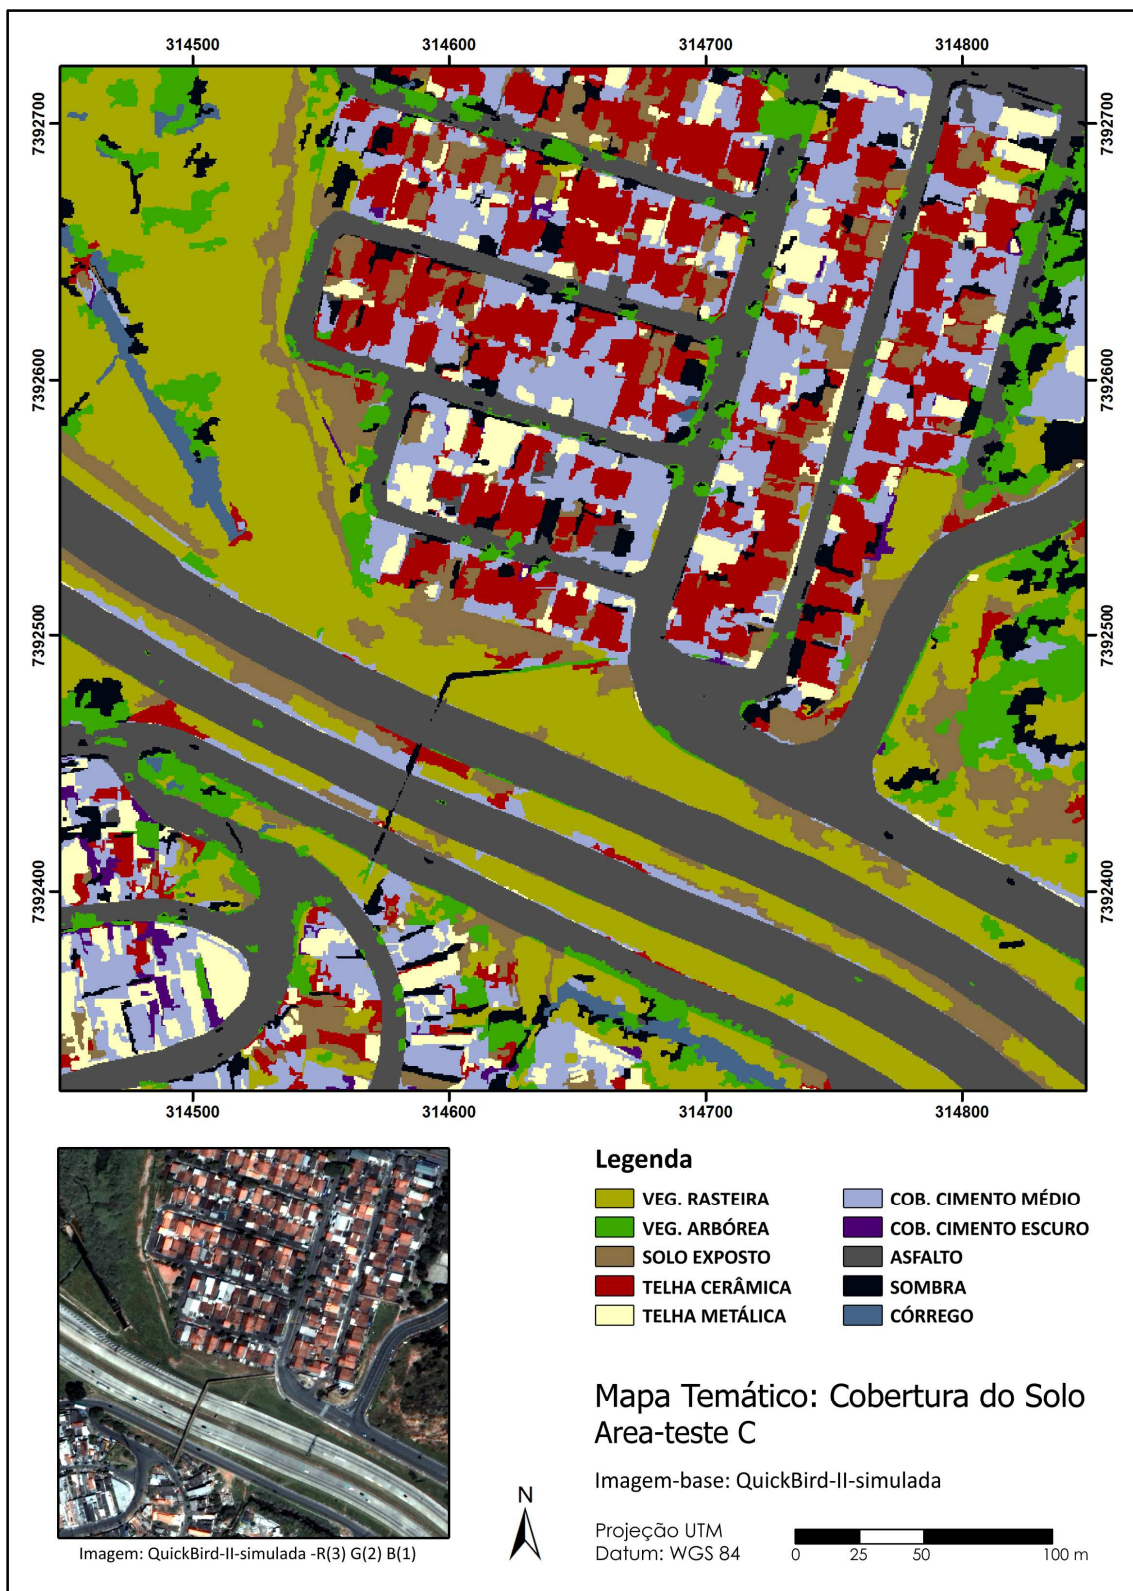 314500 314600 314700 314800
7392700 7392700
7392600 7392600
7392500 7392500
7392400 7392400
314500 314600 314700 314800
Legenda
VEG. RASTEIRA
VEG. ARBÓREA
SOLO EXPOSTO
TELHA CERÂMICA
TELHA METÁLICA
COB. CIMENTO MÉDIO
COB. CIMENTO ESCURO
ASFALTO
SOMBRA
CÓRREGO
Mapa Temático: Cobertura do Solo
Area-teste C
Imagem-base: QuickBird-II-simulada
Projeção UTM
Datum: WGS 84
0 25 50 100 m
N
Imagem: QuickBird-II-simulada -R(3) G(2) B(1)